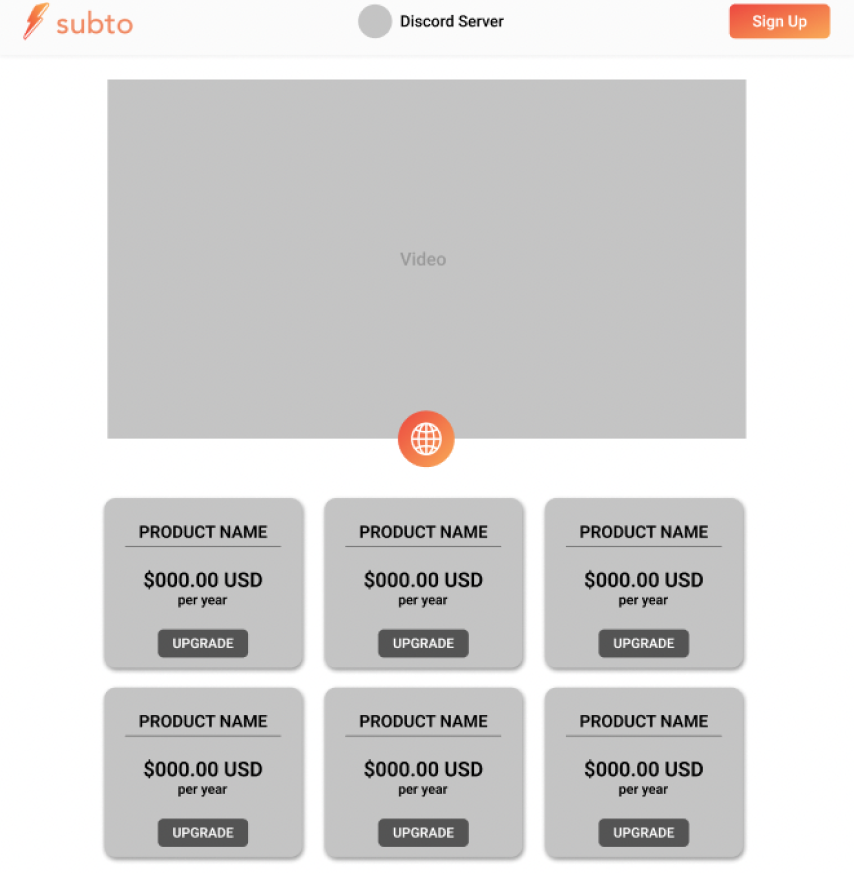 subto
Discord Server
Sign Up
Video
PRODUCT NAME
$000.00 USD
per year
UPGRADE
PRODUCT NAME
$000.00 USD
per year
UPGRADE
PRODUCT NAME
$000.00 USD
per year
UPGRADE
PRODUCT NAME
$000.00 USD
per year
UPGRADE
PRODUCT NAME
$000.00 USD
per year
UPGRADE
PRODUCT NAME
$000.00 USD
per year
UPGRADE